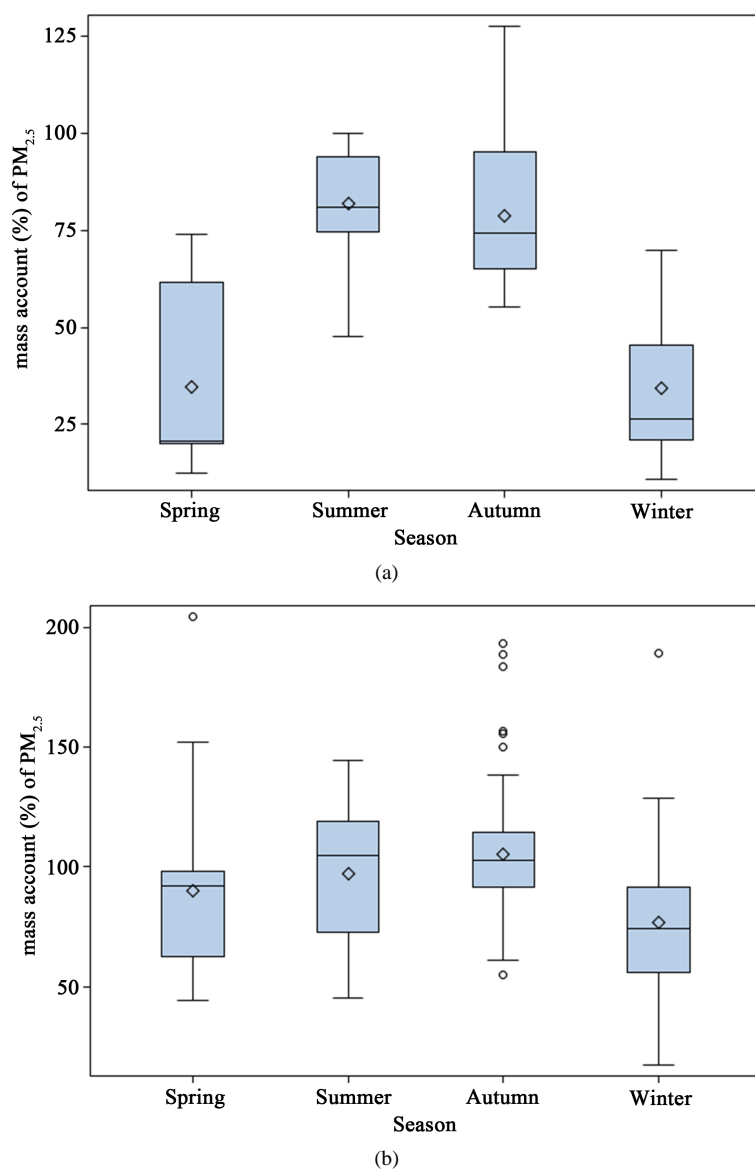 mass account (%) of PM2.5
125
100
75
50
25
Spring Summer Autumn Winter
Season
(a)
mass account (%) of PM2.5
200
150
100
50
Spring Summer Autumn Winter
Season
(b)